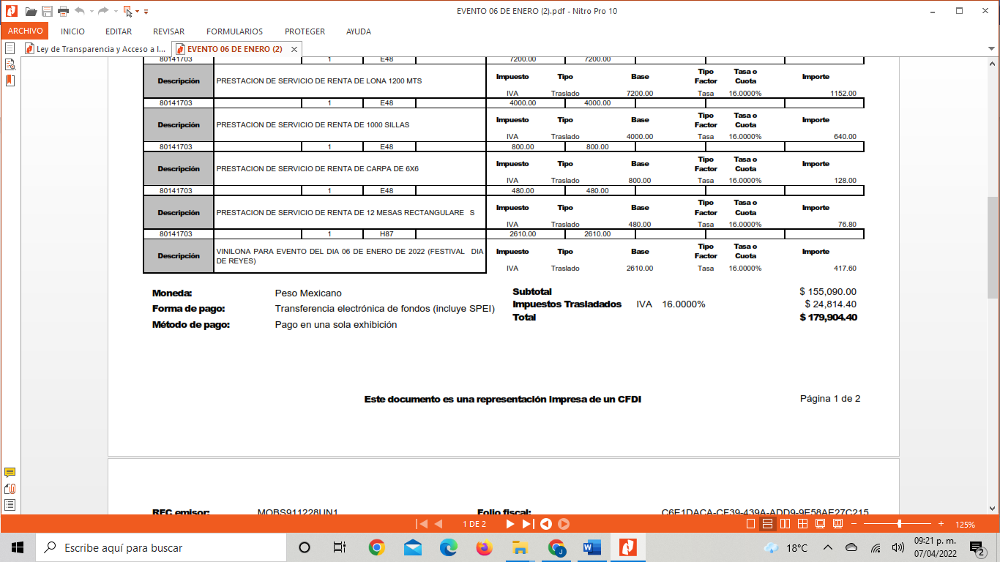 EVENTO 06 DE ENERO (2).pdf - Nitro Pro 10
ARCHIVO INICIO EDITAR REVISAR FORMULARIOS PROTEGER AYUDA
Ley de Transparencia y Acceso a l... EVENTO 06 DE ENERO (2)
80141703 1 E48 7200.00 7200.00
Descripción PRESTACION DE SERVICIO DE RENTA DE LONA 1200 MTS Impuesto Tipo Base Tipo Factor Tasa o Cuota Importe
IVA Traslado 7200.00 Tasa 16.0000% 1152.00
80141703 1 E48 4000.00 4000.00
Descripción PRESTACION DE SERVICIO DE RENTA DE 1000 SILLAS Impuesto Tipo Base Tipo Factor Tasa o Cuota Importe
IVA Traslado 4000.00 Tasa 16.0000% 640.00
80141703 1 E48 800.00 800.00
Descripción PRESTACION DE SERVICIO DE RENTA DE CARPA DE 6X6 Impuesto Tipo Base Tipo Factor Tasa o Cuota Importe
IVA Traslado 800.00 Tasa 16.0000% 128.00
80141703 1 E48 480.00 480.00
Descripción PRESTACION DE SERVICIO DE RENTA DE 12 MESAS RECTANGULARE S Impuesto Tipo Base Tipo Factor Tasa o Cuota Importe
IVA Traslado 480.00 Tasa 16.0000% 76.80
80141703 1 H87 2610.00 2610.00
Descripción VINILONA PARA EVENTO DEL DIA 06 DE ENERO DE 2022 (FESTIVAL DIA DE REYES) Impuesto Tipo Base Tipo Factor Tasa o Cuota Importe
IVA Traslado 2610.00 Tasa 16.0000% 417.60
Moneda: Peso Mexicano
Forma de pago: Transferencia electrónica de fondos (incluye SPEI)
Método de pago: Pago en una sola exhibición
Subtotal $ 155,090.00
Impuestos Trasladados IVA 16.0000% $ 24,814.40
Total $ 179,904.40
Este documento es una representación impresa de un CFDI Página 1 de 2
RFC emisor: MOBS911228UN1 Folio fiscal: C6F1DACA-CF39-439A-ADD9-9F58AF27C215
1 DE 2 125%
Escribe aquí para buscar 18°C 09:21 p. m.
07/04/2022 2